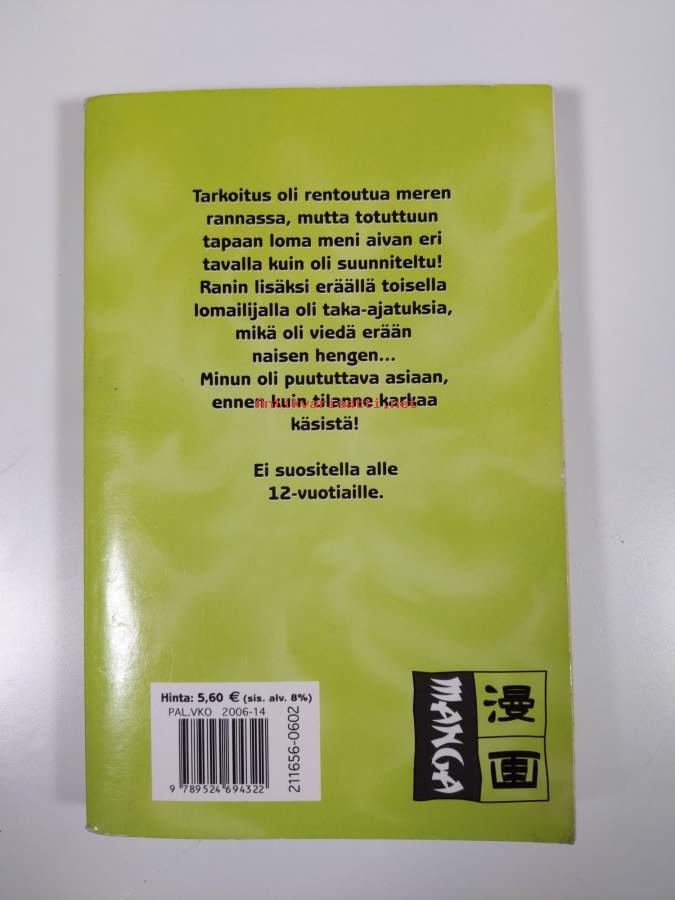 Tarkoitus oli rentoutua meren
rannassa, mutta totuttuun
tapaan loma meni aivan eri
tavalla kuin oli suunniteltu!
Ranin lisäksi eräällä toisella
lomailijalla oli taka-ajatuksia,
mikä oli viedä erään
naisen hengen...
Minun oli puututtava asiaan,
ennen kuin tilanne karkaa
antikvariaatti.net
käsistä!
Ei suositella alle
12-vuotiaille.
Hinta: 5,60 € (sis. alv. 8%)
PAL.VKO 2006-14
9 789524 694322
211656-0602
MANGA
漫
画